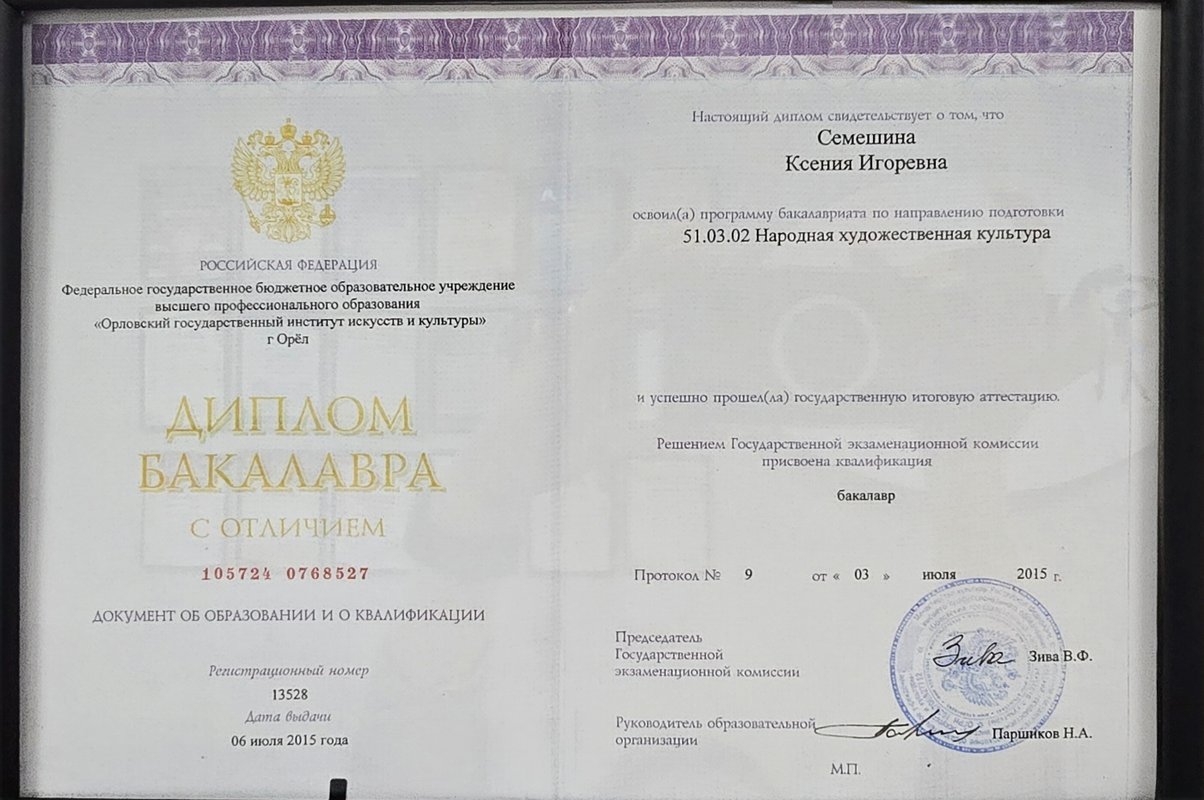 РОССИЙСКАЯ ФЕДЕРАЦИЯ
Федеральное государственное бюджетное образовательное учреждение
высшего профессионального образования
«Орловский государственный институт искусств и культуры»
г Орёл
ДИПЛОМ
БАКАЛАВРА
С ОТЛИЧИЕМ
105724 0768527
ДОКУМЕНТ ОБ ОБРАЗОВАНИИ И О КВАЛИФИКАЦИИ
Регистрационный номер
13528
Дата выдачи
06 июля 2015 года
Настоящий диплом свидетельствует о том, что
Семешина
Ксения Игоревна
освоил(а) программу бакалавриата по направлению подготовки
51.03.02 Народная художественная культура
и успешно прошел(ла) государственную итоговую аттестацию.
Решением Государственной экзаменационной комиссии
присвоена квалификация
бакалавр
Протокол № 9 от « 03 » июля 2015 г.
Председатель
Государственной
экзаменационной комиссии
Зива В.Ф.
Руководитель образовательной
организации
Паршиков Н.А.
М.П.